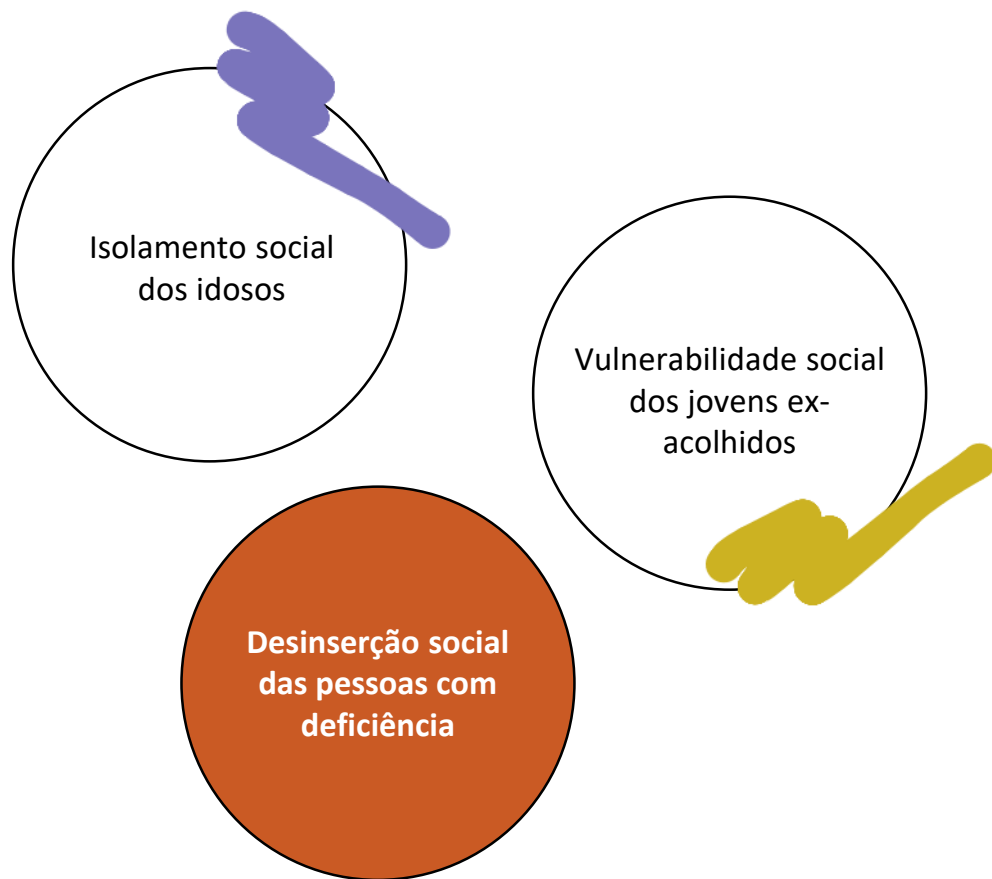 Isolamento social
dos idosos
Vulnerabilidade social
dos jovens ex-
acolhidos
Desinserção social
das pessoas com
deficiência